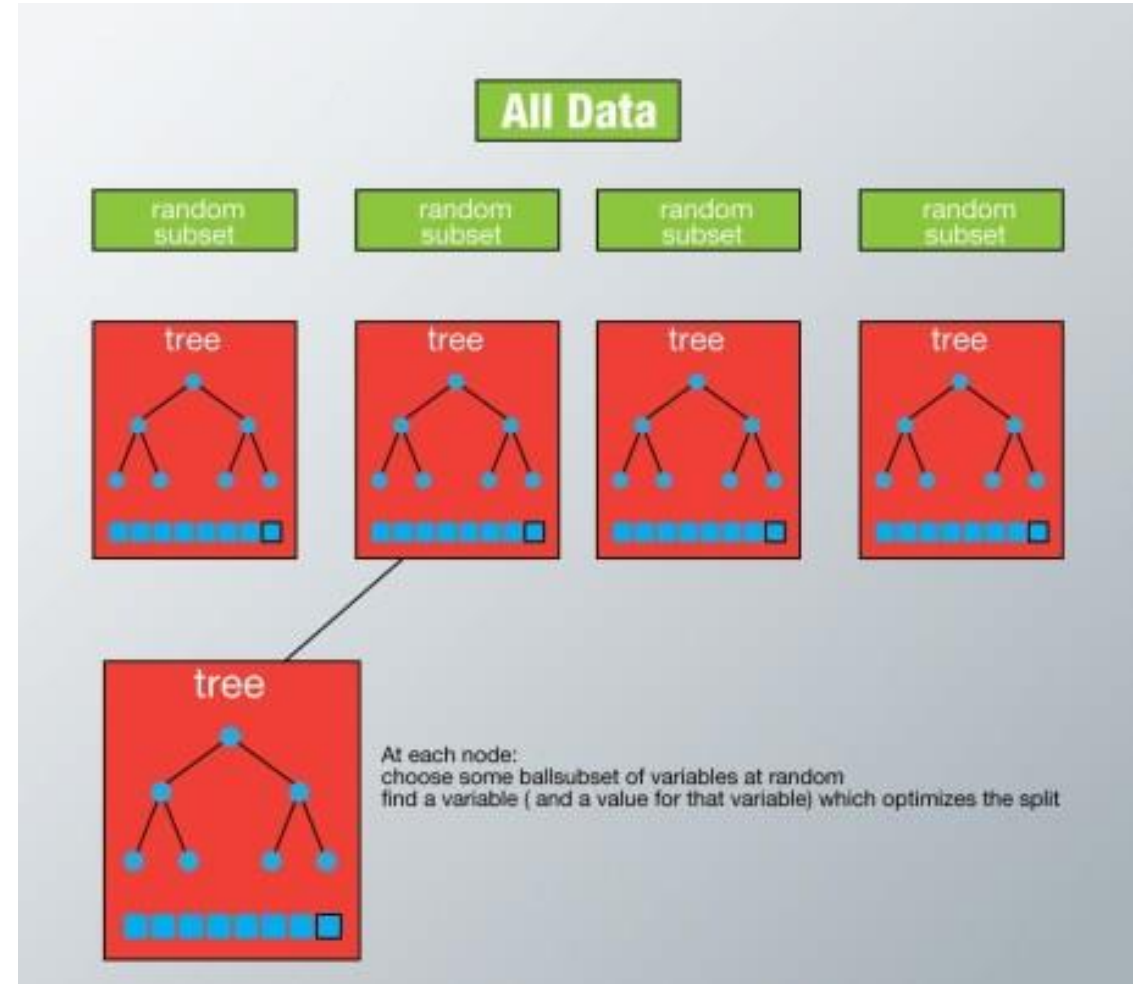 All Data
random
subset
random
subset
random
subset
random
subset
tree
tree
tree
tree
tree
At each node:
choose some ballsubset of variables at random
find a variable ( and a value for that variable) which optimizes the split